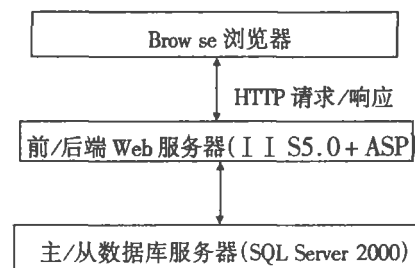 Brow se 浏览器
HTTP 请求/响应
前/后端 Web 服务器(ⅠⅠ S5.0+ ASP)
主/从数据库服务器(SQL Server 2000)